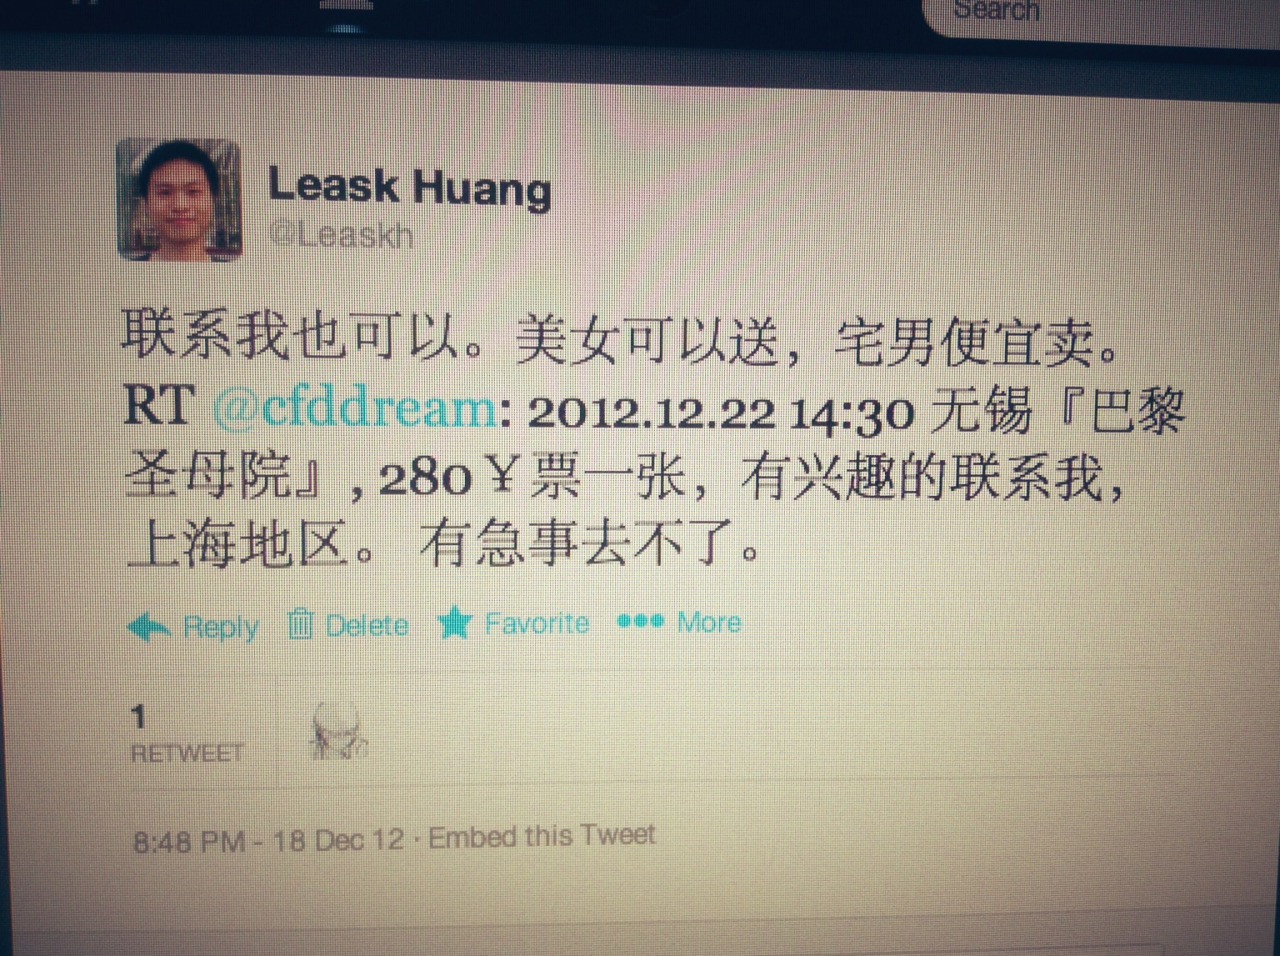 Search
Leask Huang
@Leaskh
联系我也可以。美女可以送，宅男便宜卖。
RT @cfddream: 2012.12.22 14:30 无锡『巴黎
圣母院』, 280￥票一张，有兴趣的联系我，
上海地区。 有急事去不了。
Reply Delete Favorite More
1
RETWEET
8:48 PM - 18 Dec 12 · Embed this Tweet